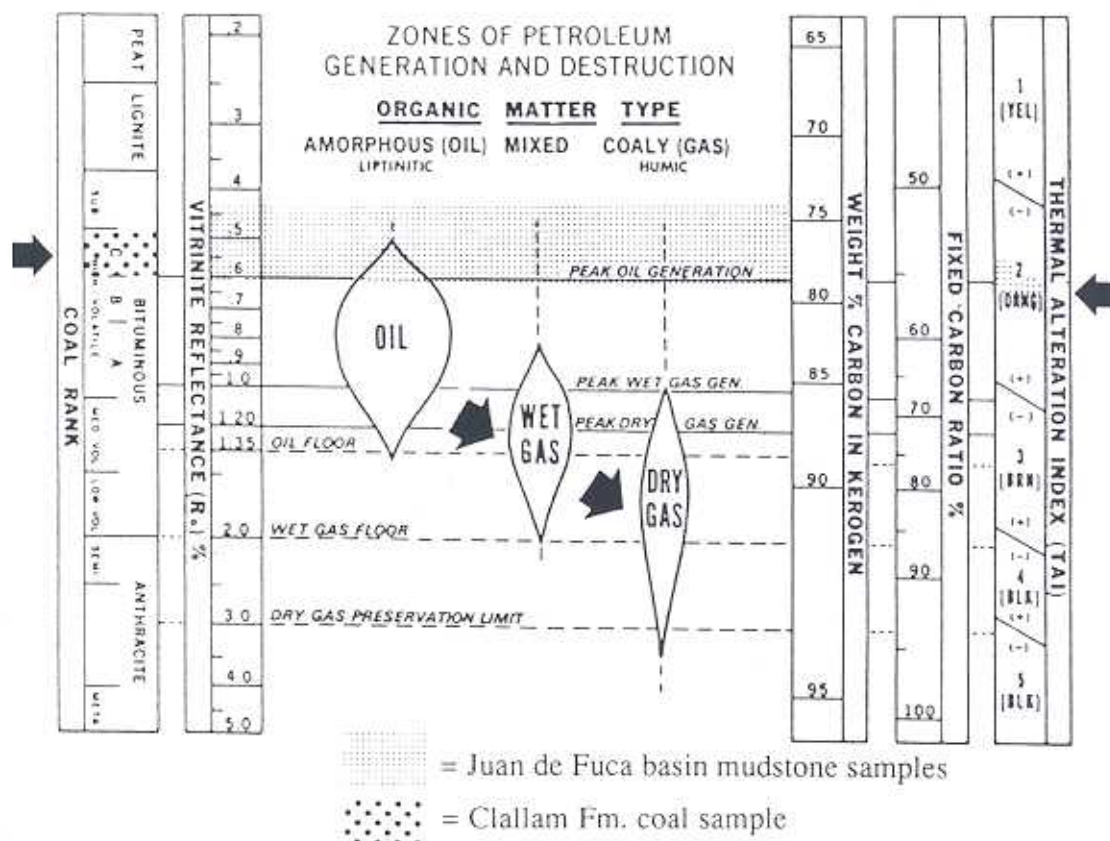 ZONES OF PETROLEUM
GENERATION AND DESTRUCTION
ORGANIC MATTER TYPE
AMORPHOUS (OIL) MIXED COALY (GAS)
LIPTINITIC HUMIC
COAL RANK
PEAT
LIGNITE
SUB
BITUMINOUS
ANTHRACITE
C
B
A
VOLATILE
MED VOL
LOW VOL
SEMI
META
VITRINITE REFLECTANCE (Ro) %
.2
.3
.4
.5
.6
.7
.8
.9
1.0
1.20
1.35
2.0
3.0
4.0
5.0
PEAK OIL GENERATION
OIL
PEAK WET GAS GEN.
WET
GAS
PEAK DRY GAS GEN.
OIL FLOOR
DRY
GAS
WET GAS FLOOR
DRY GAS PRESERVATION LIMIT
WEIGHT % CARBON IN KEROGEN
65
70
75
80
85
90
95
FIXED CARBON RATIO %
50
60
70
80
90
100
THERMAL ALTERATION INDEX (TAI)
1
(YEL)
(+)
(-)
2
(ORNG)
(+)
(-)
3
(BRN)
(+)
(-)
4
(BLK)
(+)
(-)
5
(BLK)
= Juan de Fuca basin mudstone samples
= Clallam Fm. coal sample